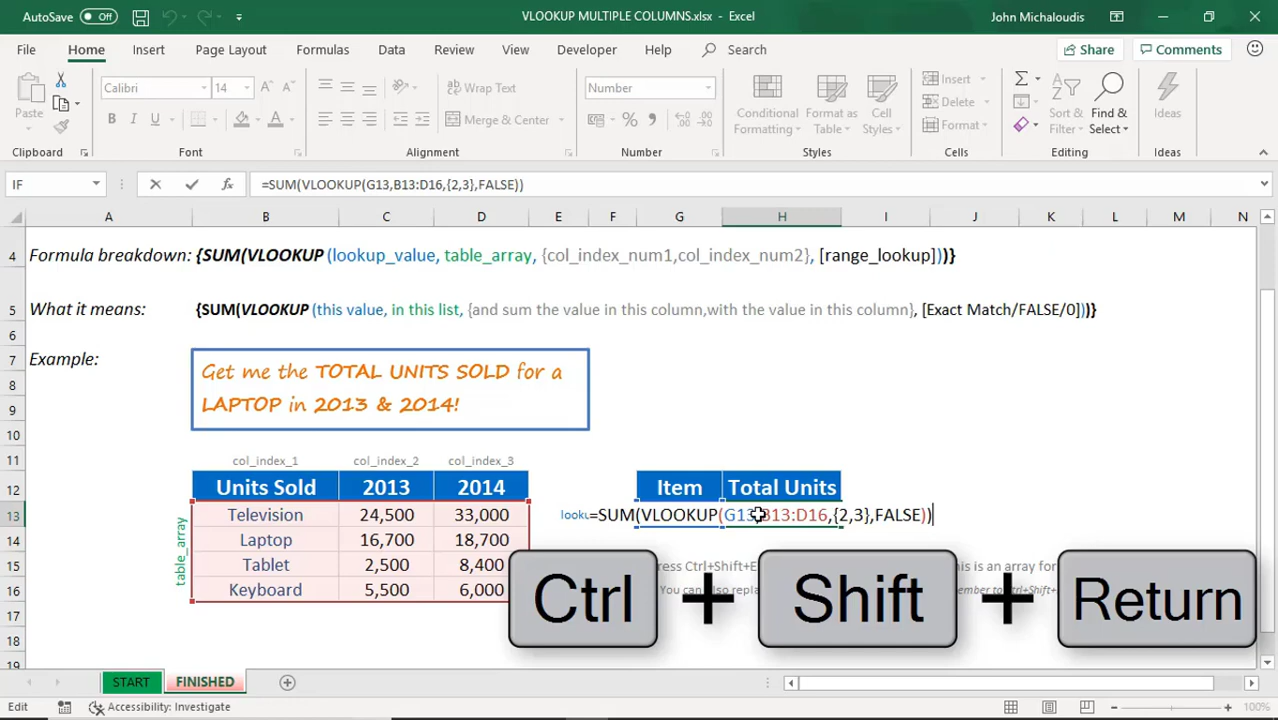 AutoSave Off VLOOKUP MULTIPLE COLUMNS.xlsx - Excel John Michaloudis
File Home Insert Page Layout Formulas Data Review View Developer Help Search Share Comments
Calibri 14 Wrap Text Number Insert
Paste B I U A Merge & Center % Conditional Formatting Format as Table Cell Styles Delete Format Sort & Filter Find & Select Ideas
Clipboard Font Alignment Number Styles Cells Editing Ideas
IF fx =SUM(VLOOKUP(G13,B13:D16,{2,3},FALSE))
A B C D E F G H I J K L M N
4 Formula breakdown: {SUM(VLOOKUP (lookup_value, table_array, {col_index_num1,col_index_num2}, [range_lookup]))}
5 What it means: {SUM(VLOOKUP (this value, in this list, {and sum the value in this column,with the value in this column}, [Exact Match/FALSE/0]))}
6
7 Example:
Get me the TOTAL UNITS SOLD for a
8
LAPTOP in 2013 & 2014!
9
10
11 col_index_1 col_index_2 col_index_3
12 Units Sold 2013 2014 Item Total Units
13 Television 24,500 33,000 =SUM(VLOOKUP(G13,B13:D16,{2,3},FALSE))
14 Laptop 16,700 18,700
15 Tablet 2,500 8,400
16 Keyboard 5,500 6,000
table_array
Ctrl + Shift + Return
17
18
19
START FINISHED
Edit Accessibility: Investigate 100%